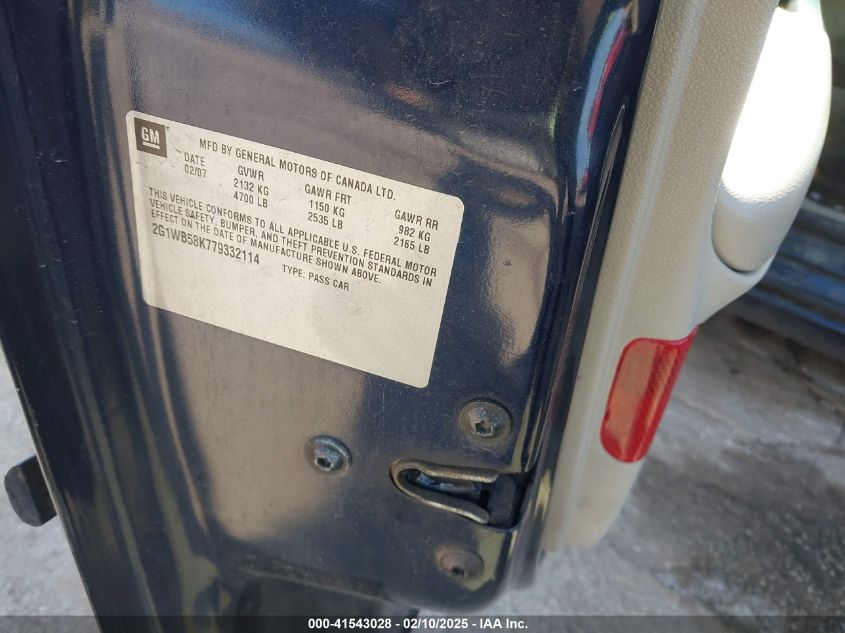 GM
MFD BY GENERAL MOTORS OF CANADA LTD.
DATE GVWR GAWR FRT GAWR RR
02/07 2132 KG 1150 KG 982 KG
4700 LB 2535 LB 2165 LB
THIS VEHICLE CONFORMS TO ALL APPLICABLE U.S. FEDERAL MOTOR
VEHICLE SAFETY, BUMPER, AND THEFT PREVENTION STANDARDS IN
EFFECT ON THE DATE OF MANUFACTURE SHOWN ABOVE.
2G1WB58K779332114 TYPE: PASS CAR
000-41543028 - 02/10/2025 - IAA Inc.